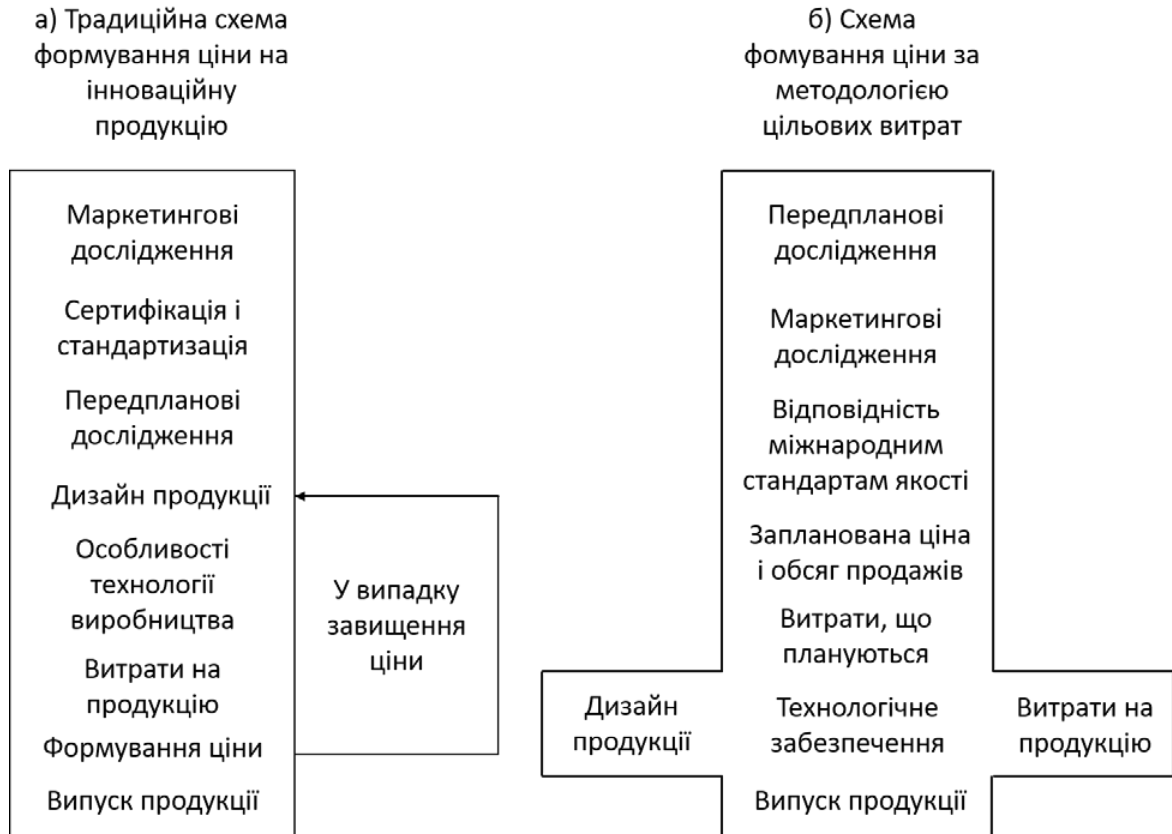 а) Традиційна схема
формування ціни на
інноваційну
продукцію
Маркетингові
дослідження
Сертифікація і
стандартизація
Передпланові
дослідження
Дизайн продукції
Особливості
технології
виробництва
Витрати на
продукцію
Формування ціни
Випуск продукції
У випадку
завищення
ціни
б) Схема
фомування ціни за
методологією
цільових витрат
Передпланові
дослідження
Маркетингові
дослідження
Відповідність
міжнародним
стандартам якості
Запланована ціна
і обсяг продажів
Витрати, що
плануються
Дизайн
продукції
Технологічне
забезпечення
Витрати на
продукцію
Випуск продукції